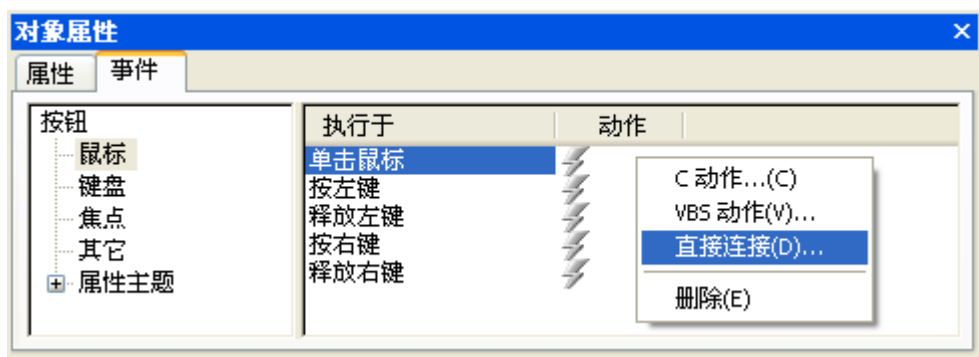 对象属性
属性 事件
按钮
鼠标
键盘
焦点
其它
属性主题
执行于 动作
单击鼠标
按左键
释放左键
按右键
释放右键
C 动作...(C)
VBS 动作(V)...
直接连接(D)...
删除(E)